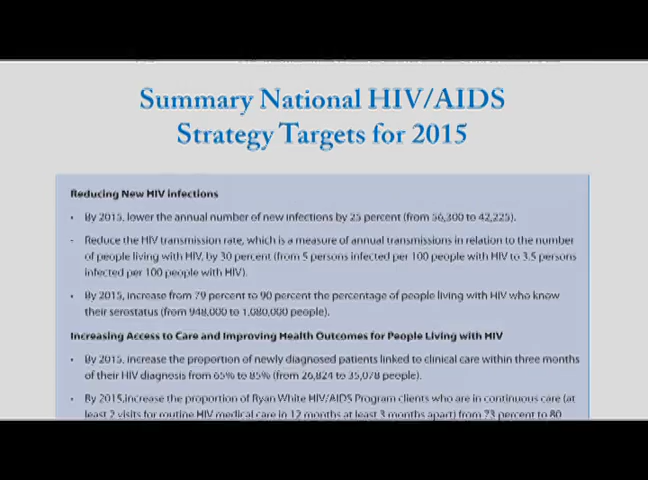 Summary National HIV/AIDS
Strategy Targets for 2015
Reducing New HIV infections
• By 2015, lower the annual number of new infections by 25 percent (from 56,300 to 42,225).
- Reduce the HIV transmission rate, which is a measure of annual transmissions in relation to the number
of people living with HIV, by 30 percent (from 5 persons infected per 100 people with HIV to 3.5 persons
infected per 100 people with HIV).
• By 2015, increase from 79 percent to 90 percent the percentage of people living with HIV who know
their serostatus (from 948,000 to 1,080,000 people).
Increasing Access to Care and Improving Health Outcomes for People Living with HIV
• By 2015, increase the proportion of newly diagnosed patients linked to clinical care within three months
of their HIV diagnosis from 65% to 85% (from 26,824 to 35,078 people).
• By 2015,increase the proportion of Ryan White HIV/AIDS Program clients who are in continuous care (at
least 2 visits for routine HIV medical care in 12 months at least 3 months apart) from 73 percent to 80